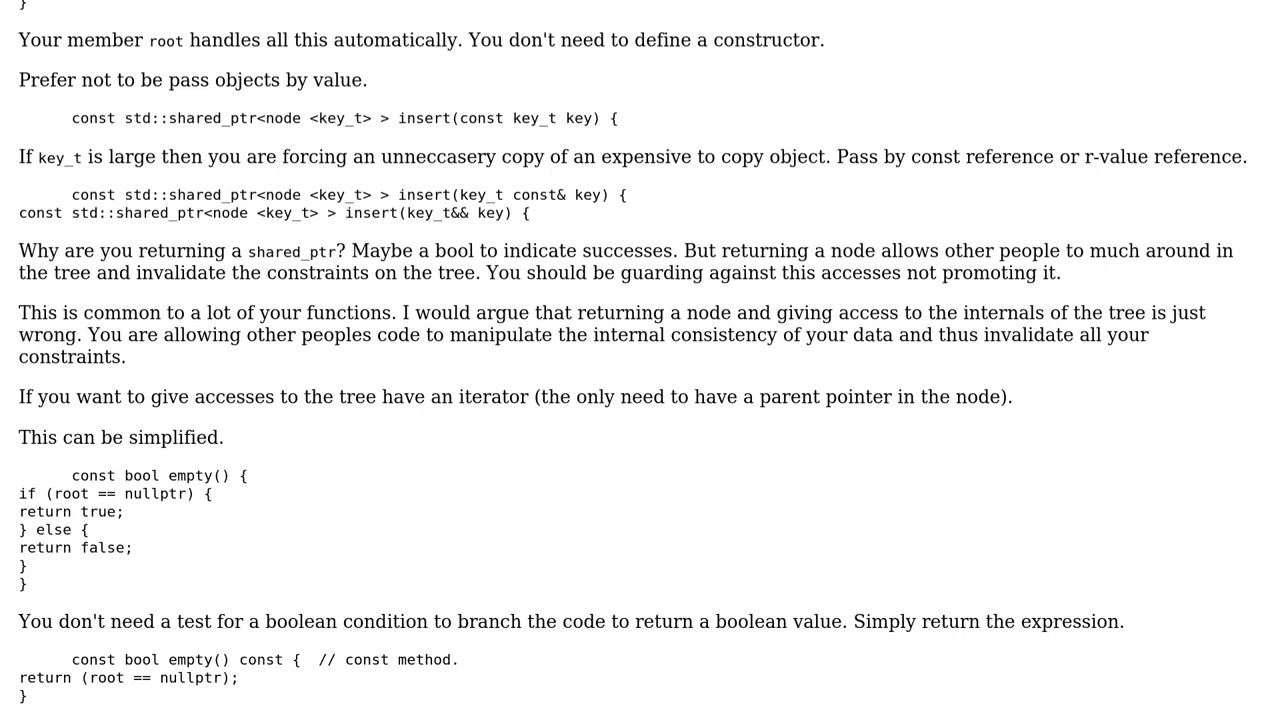 }
Your member root handles all this automatically. You don't need to define a constructor.
Prefer not to be pass objects by value.
const std::shared_ptr<node <key_t> > insert(const key_t key) {
If key_t is large then you are forcing an unneccasery copy of an expensive to copy object. Pass by const reference or r-value reference.
const std::shared_ptr<node <key_t> > insert(key_t const& key) {
const std::shared_ptr<node <key_t> > insert(key_t&& key) {
Why are you returning a shared_ptr? Maybe a bool to indicate successes. But returning a node allows other people to much around in
the tree and invalidate the constraints on the tree. You should be guarding against this accesses not promoting it.
This is common to a lot of your functions. I would argue that returning a node and giving access to the internals of the tree is just
wrong. You are allowing other peoples code to manipulate the internal consistency of your data and thus invalidate all your
constraints.
If you want to give accesses to the tree have an iterator (the only need to have a parent pointer in the node).
This can be simplified.
const bool empty() {
if (root == nullptr) {
return true;
} else {
return false;
}
}
You don't need a test for a boolean condition to branch the code to return a boolean value. Simply return the expression.
const bool empty() const {  // const method.
return (root == nullptr);
}